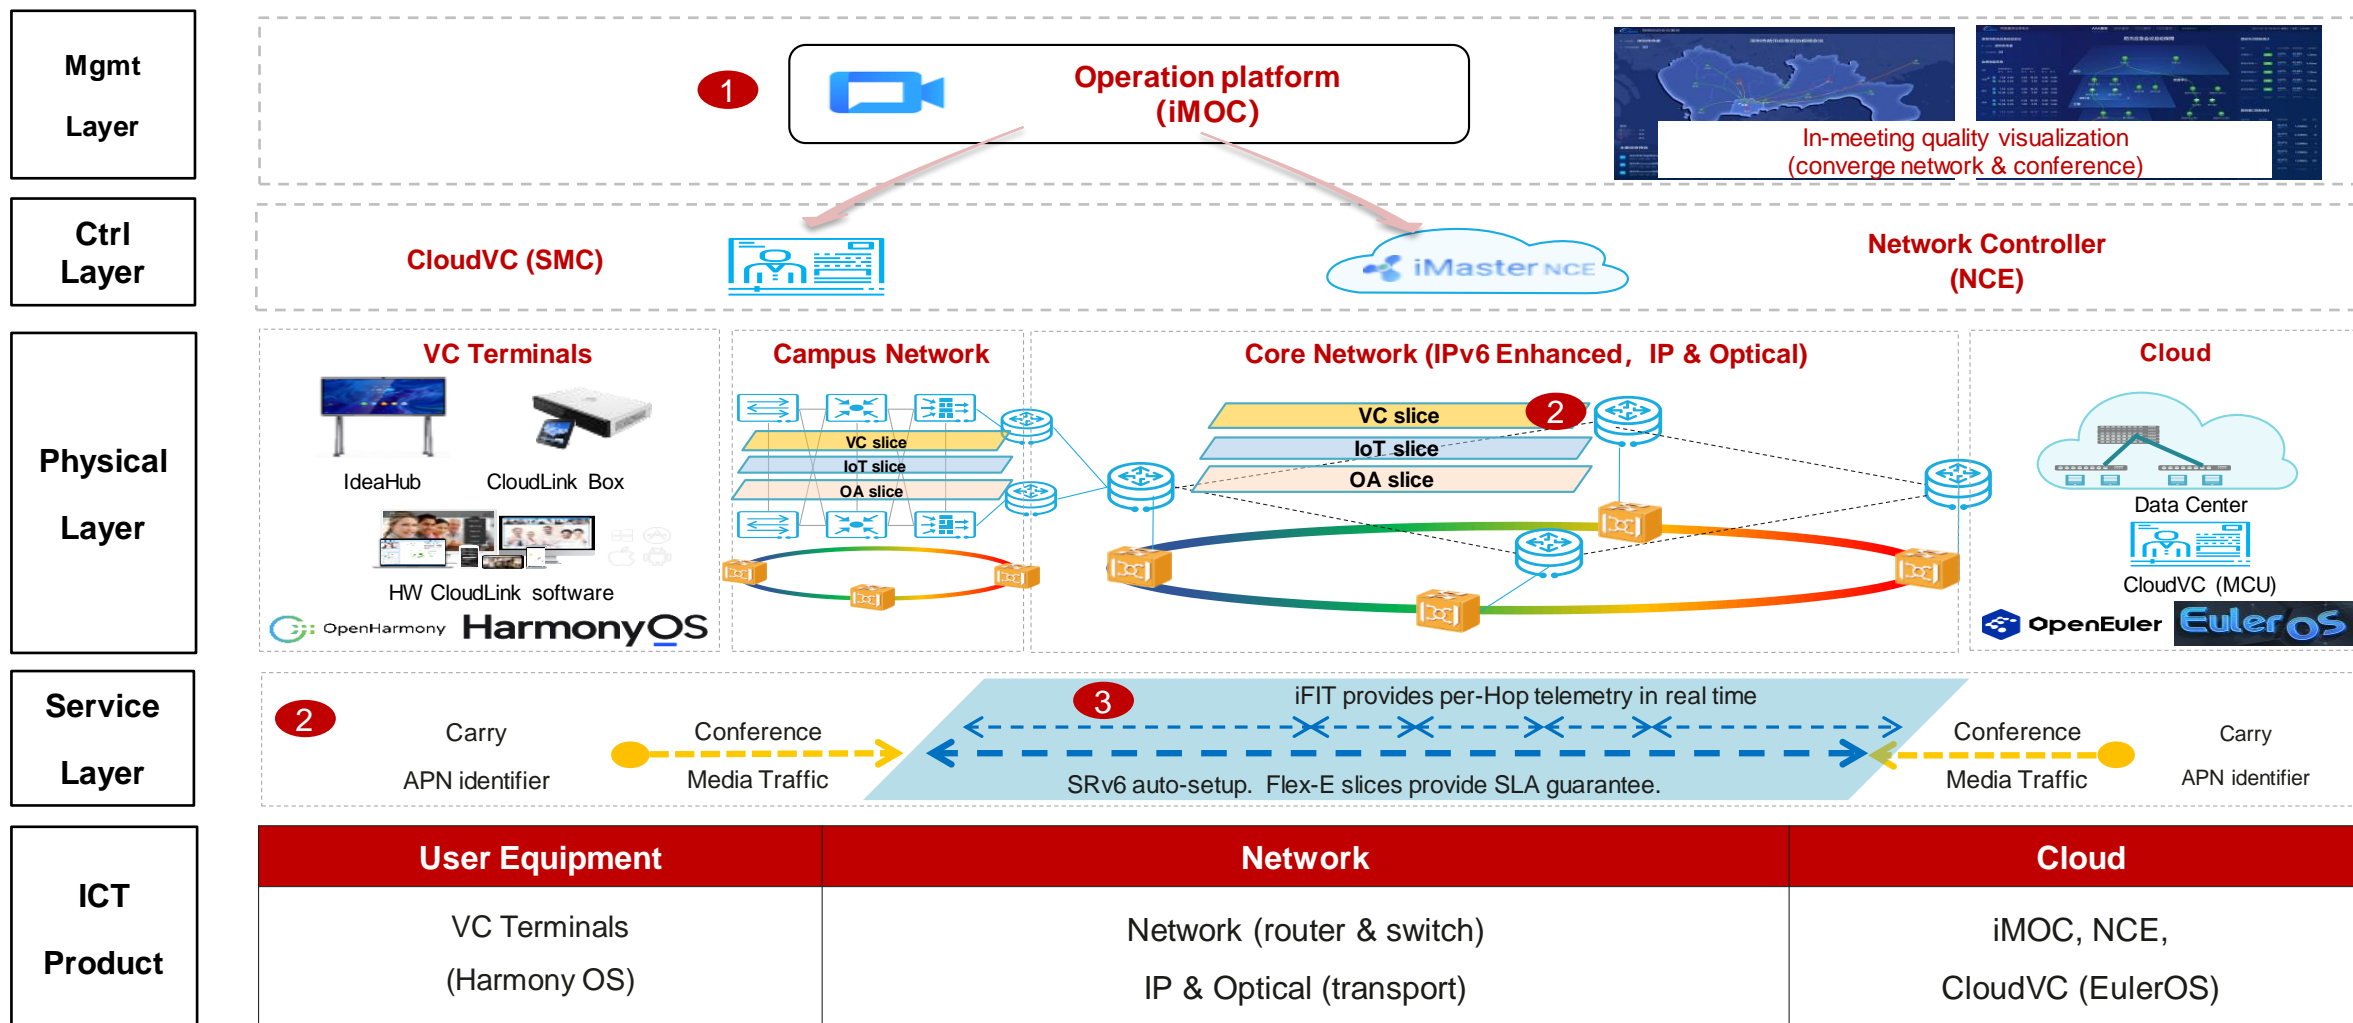 Mgmt
Layer
1
Operation platform
(iMOC)
In-meeting quality visualization
(converge network & conference)
Ctrl
Layer
CloudVC (SMC)
iMaster NCE
Network Controller
(NCE)
Physical
Layer
VC Terminals
IdeaHub
CloudLink Box
HW CloudLink software
OpenHarmony
HarmonyOS
Campus Network
VC slice
IoT slice
OA slice
Core Network (IPv6 Enhanced，IP & Optical)
VC slice
2
IoT slice
OA slice
Cloud
Data Center
CloudVC (MCU)
OpenEuler
EulerOS
Service
Layer
2
Carry
APN identifier
Conference
Media Traffic
3
iFIT provides per-Hop telemetry in real time
SRv6 auto-setup. Flex-E slices provide SLA guarantee.
Conference
Media Traffic
Carry
APN identifier
ICT
Product
User Equipment
Network
Cloud
VC Terminals
(Harmony OS)
Network (router & switch)
IP & Optical (transport)
iMOC, NCE,
CloudVC (EulerOS)